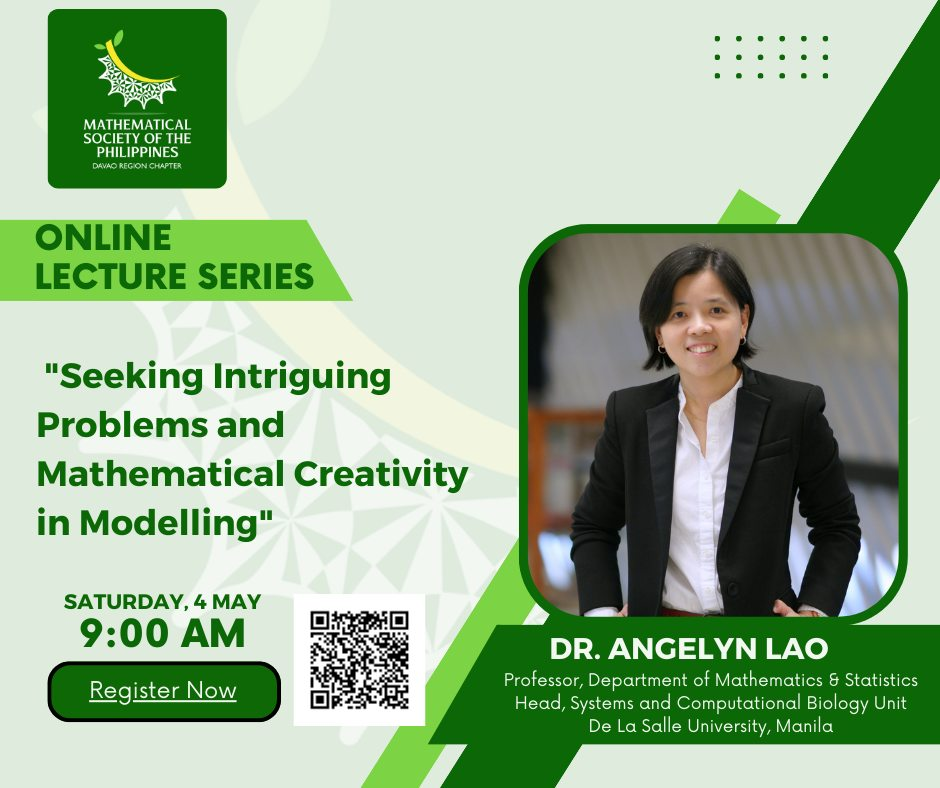 MATHEMATICAL
SOCIETY OF THE
PHILIPPINES
DAVAO REGION CHAPTER
ONLINE
LECTURE SERIES
"Seeking Intriguing
Problems and
Mathematical Creativity
in Modelling"
SATURDAY, 4 MAY
9:00 AM
Register Now
DR. ANGELYN LAO
Professor, Department of Mathematics & Statistics
Head, Systems and Computational Biology Unit
De La Salle University, Manila